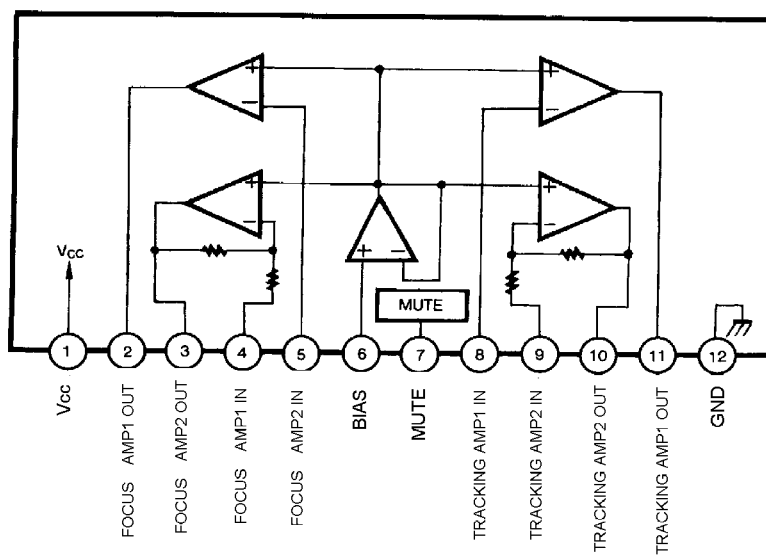 +
−
+
−
+
−
+
−
+ −
Vcc
MUTE
1 2 3 4 5 6 7 8 9 10 11 12
Vcc
FOCUS AMP1 OUT
FOCUS AMP2 OUT
FOCUS AMP1 IN
FOCUS AMP2 IN
BIAS
MUTE
TRACKING AMP1 IN
TRACKING AMP2 IN
TRACKING AMP2 OUT
TRACKING AMP1 OUT
GND